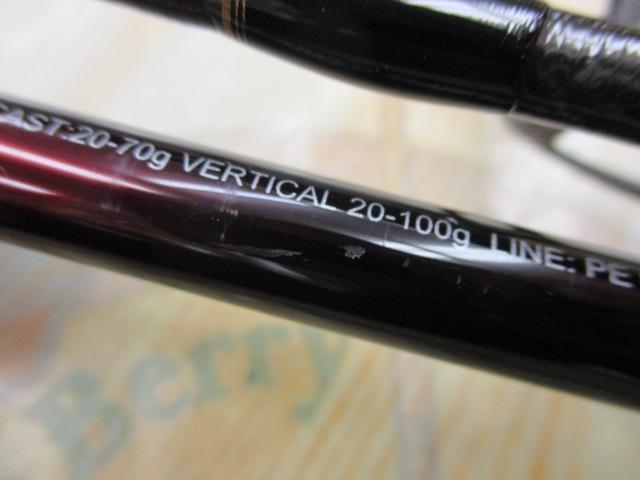 CAST:20-70g VERTICAL 20-100g LINE: PE
Berry